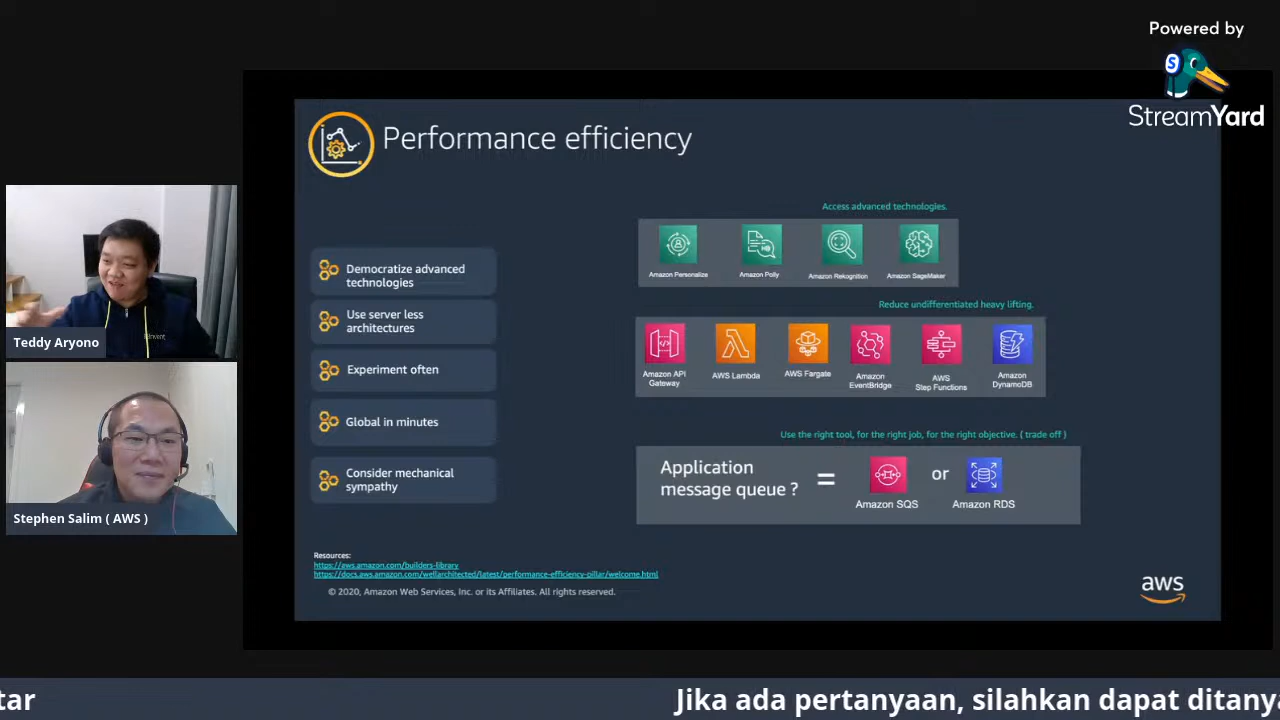 Powered by
StreamYard
Performance efficiency
Democratize advanced
technologies
Use server less
architectures
Experiment often
Global in minutes
Consider mechanical
sympathy
Access advanced technologies.
Amazon Personalize
Amazon Polly
Amazon Rekognition
Amazon SageMaker
Reduce undifferentiated heavy lifting.
Amazon API
Gateway
AWS Lambda
AWS Fargate
Amazon
EventBridge
AWS
Step Functions
Amazon
DynamoDB
Use the right tool, for the right job, for the right objective. ( trade off )
Application
message queue ?
=
Amazon SQS
or
Amazon RDS
Resources:
https://aws.amazon.com/builders-library
https://docs.aws.amazon.com/wellarchitected/latest/performance-efficiency-pillar/welcome.html
© 2020, Amazon Web Services, Inc. or its Affiliates. All rights reserved.
aws
Teddy Aryono
Stephen Salim ( AWS )
tar
Jika ada pertanyaan, silahkan dapat ditanya